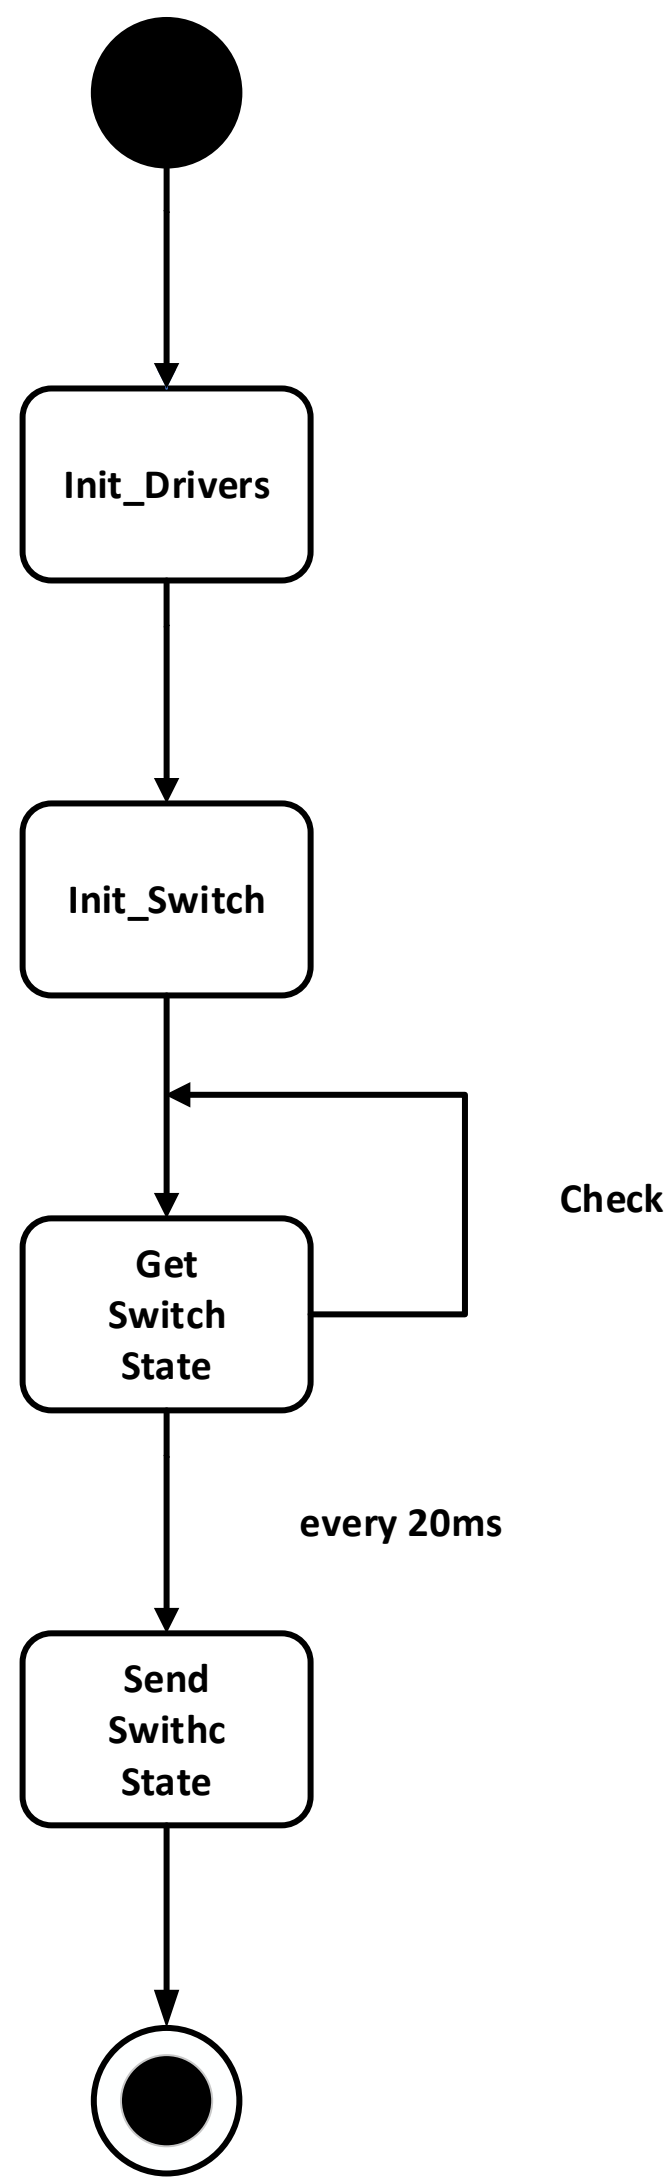 Init_Drivers
Init_Switch
Check
Get
Switch
State
every 20ms
Send
Swithc
State